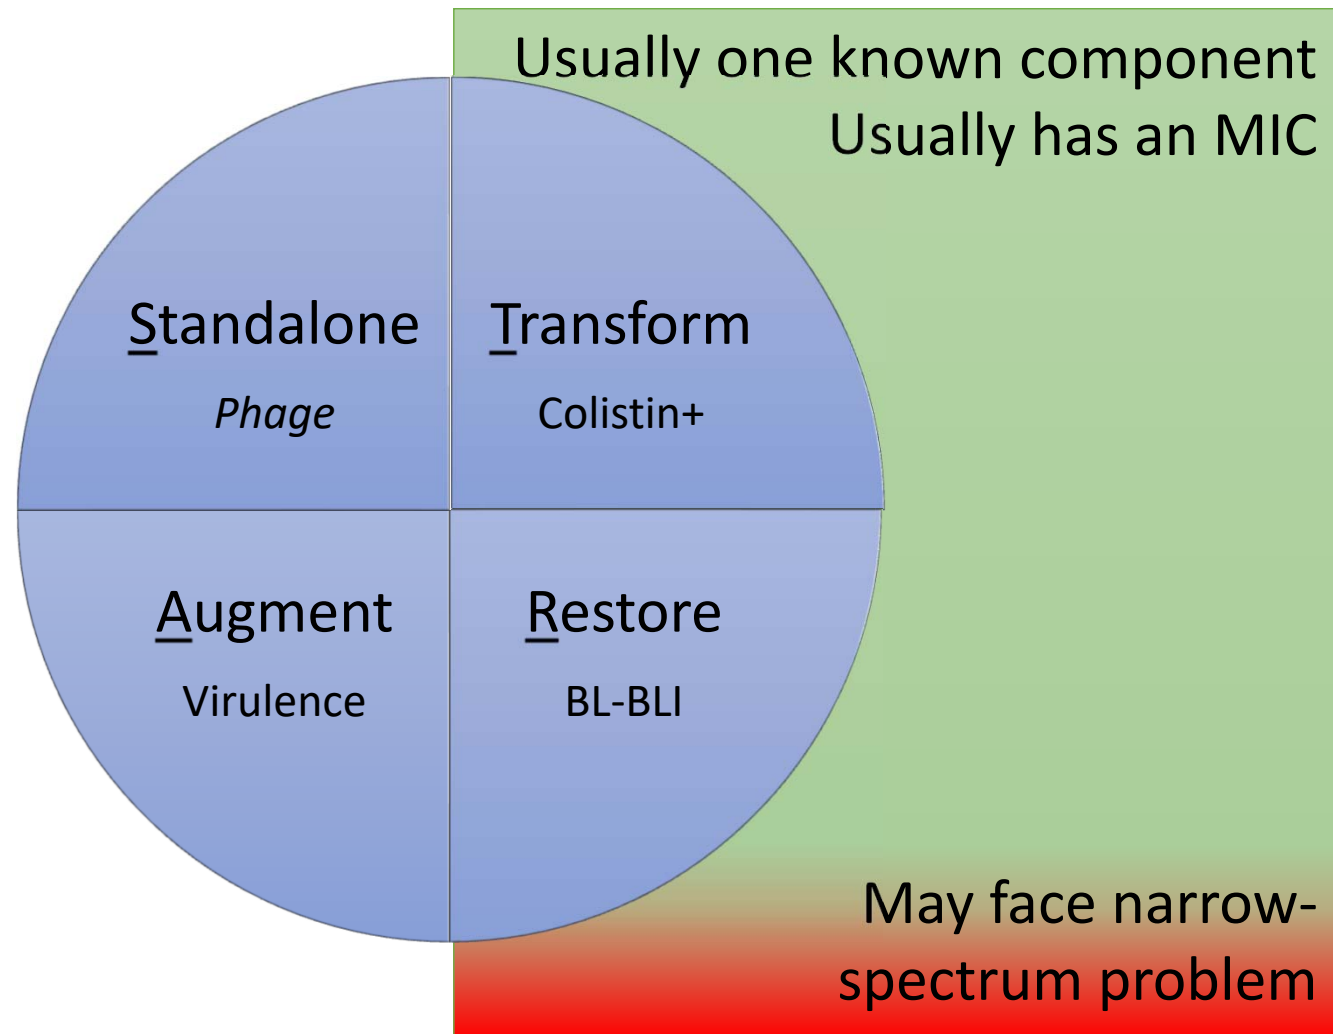 Usually one known component
Usually has an MIC
Standalone
Phage
Transform
Colistin+
Augment
Virulence
Restore
BL-BLI
May face narrow-
spectrum problem